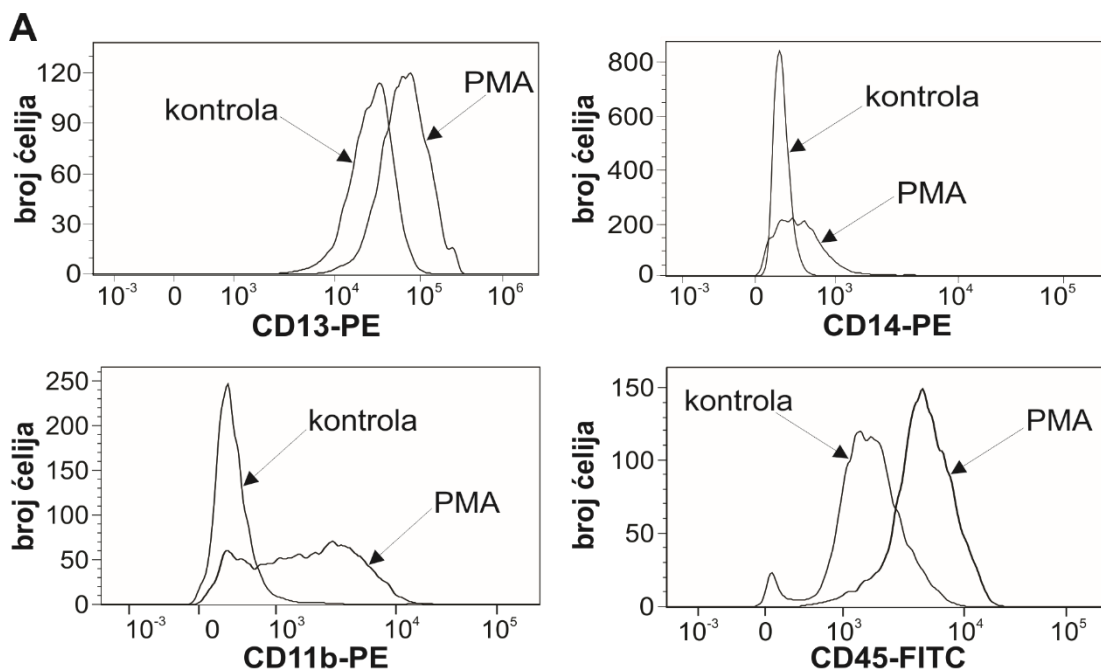 A
broj ćelija
120
90
60
30
0
kontrola
PMA
10⁻³
0
10³
10⁴
10⁵
10⁶
CD13-PE
broj ćelija
800
600
400
200
0
kontrola
PMA
10⁻³
0
10³
10⁴
10⁵
CD14-PE
broj ćelija
250
200
150
100
50
0
kontrola
PMA
10⁻³
0
10³
10⁴
10⁵
CD11b-PE
broj ćelija
150
100
50
0
kontrola
PMA
10⁻³
0
10³
10⁴
10⁵
CD45-FITC